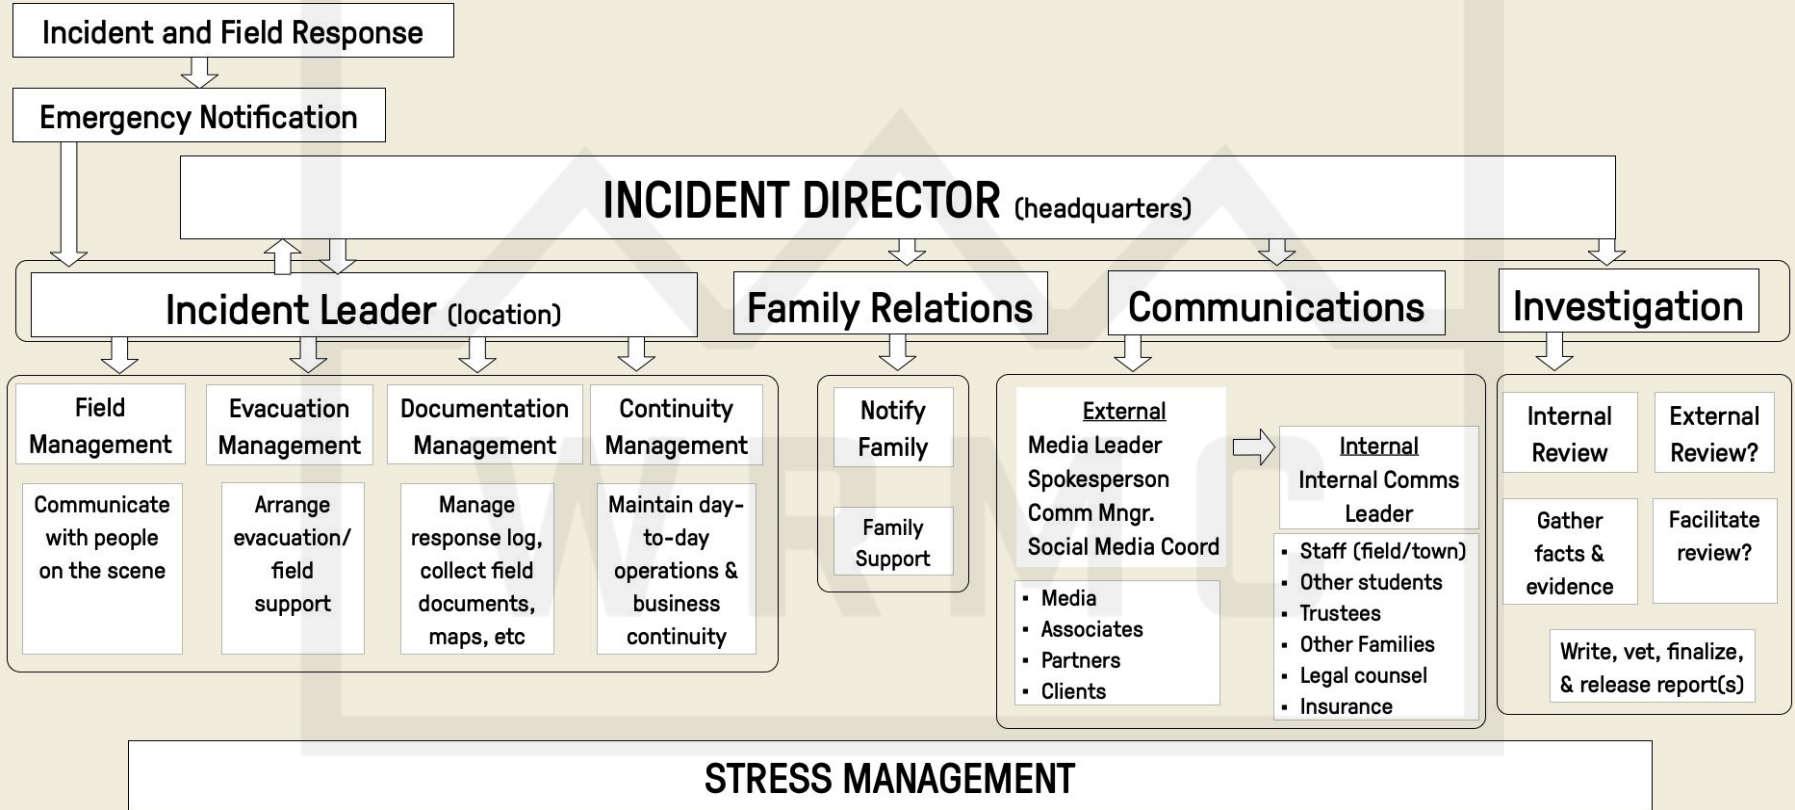 Incident and Field Response
Emergency Notification
INCIDENT DIRECTOR (headquarters)
Incident Leader (location)
Family Relations
Communications
Investigation
Field
Management
Communicate
with people
on the scene
Evacuation
Management
Arrange
evacuation/
field
support
Documentation
Management
Manage
response log,
collect field
documents,
maps, etc
Continuity
Management
Maintain day-
to-day
operations &
business
continuity
Notify
Family
Family
Support
External
Media Leader
Spokesperson
Comm Mngr.
Social Media Coord
▪ Media
▪ Associates
▪ Partners
▪ Clients
Internal
Internal Comms
Leader
▪ Staff (field/town)
▪ Other students
▪ Trustees
▪ Other Families
▪ Legal counsel
▪ Insurance
Internal
Review
External
Review?
Gather
facts &
evidence
Facilitate
review?
Write, vet, finalize,
& release report(s)
STRESS MANAGEMENT
WRMC